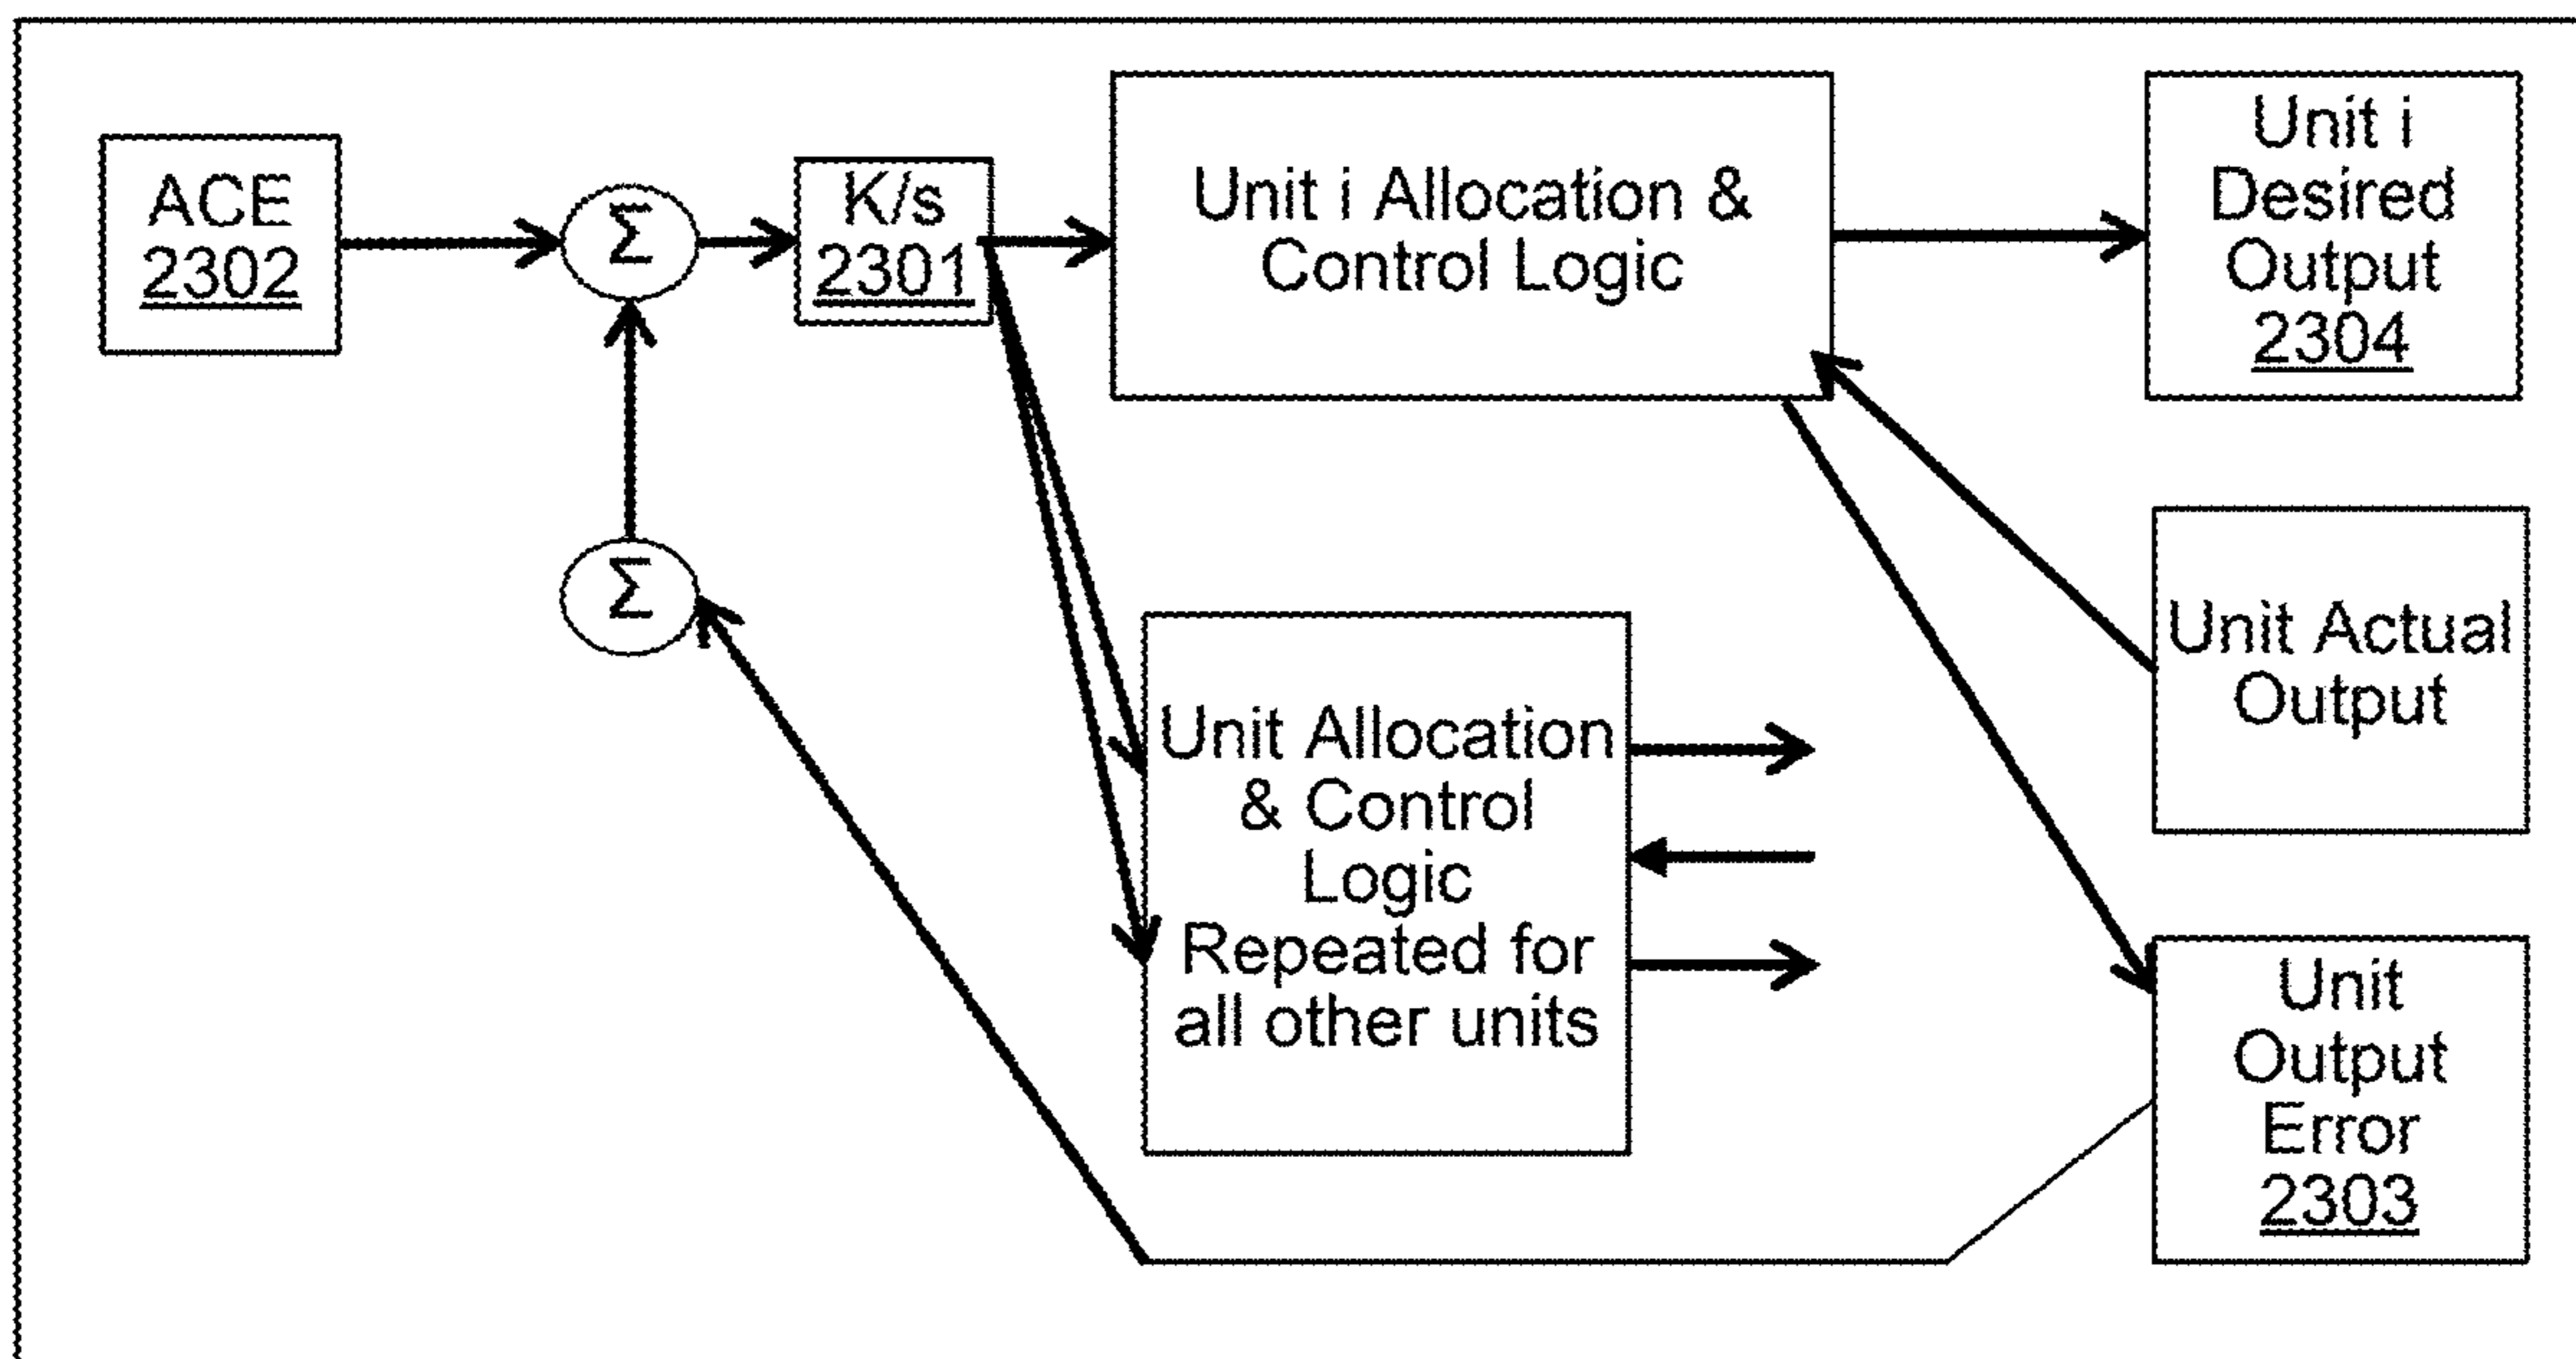 ACE
2302
Σ
K/s
2301
Unit i Allocation &
Control Logic
Unit i
Desired
Output
2304
Σ
Unit Allocation
& Control
Logic
Repeated for
all other units
Unit Actual
Output
Unit
Output
Error
2303